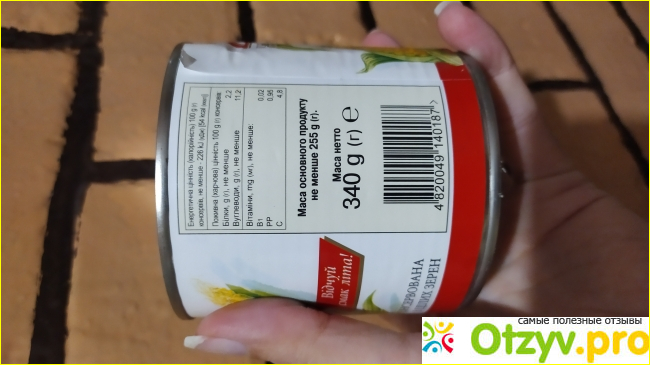 Енергетична цінність (калорійність) 100 g (г)
консервів, не менше - 226 kJ (кДж) [54 kcal (ккал)]
Поживна (харчова) цінність 100 g (г) консервів:
Білки, g (г), не менше 2,2
Вуглеводи, g (г), не менше 11,2
Вітаміни, mg (мг), не менше:
B1 0,02
PP 0,95
C 4,8
Маса основного продукту
не менше 255 g (г).
Маса нетто
340 g (г) e
4 820049 140187 >
Відчуй
смак літа!
самые полезные отзывы
Otzyv.pro